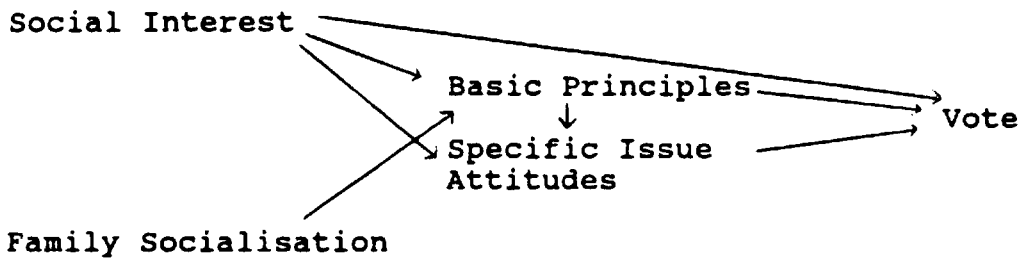 Social Interest
Basic Principles
Vote
Specific Issue
Attitudes
Family Socialisation